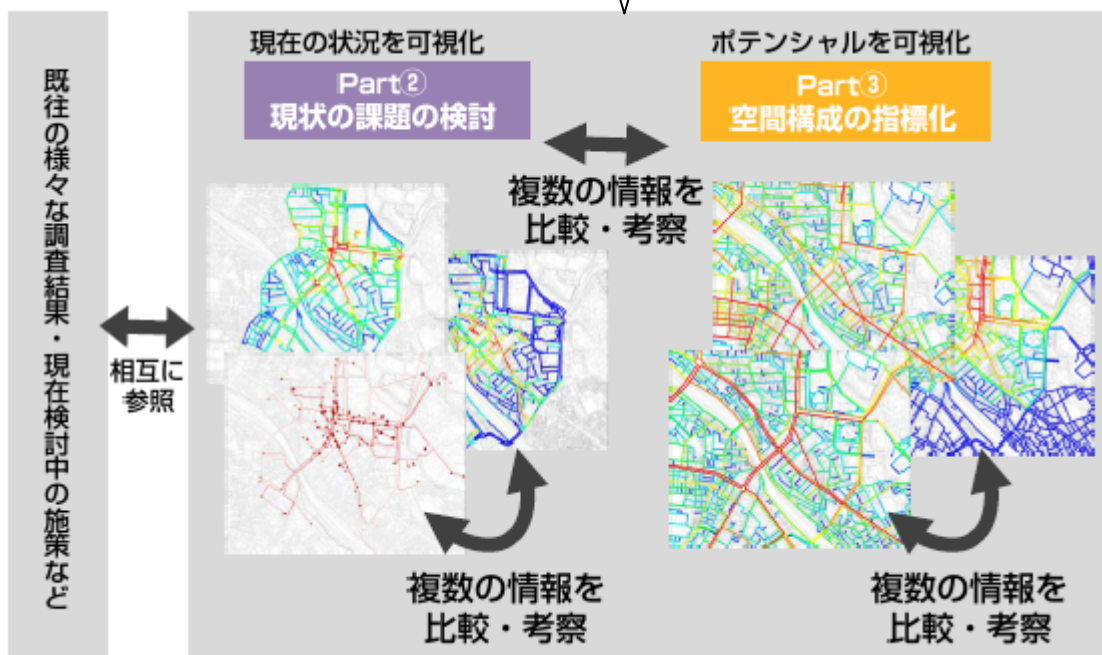 既往の様々な調査結果・現在検討中の施策など
相互に
参照
現在の状況を可視化
Part②
現状の課題の検討
ポテンシャルを可視化
Part③
空間構成の指標化
複数の情報を
比較・考察
複数の情報を
比較・考察
複数の情報を
比較・考察